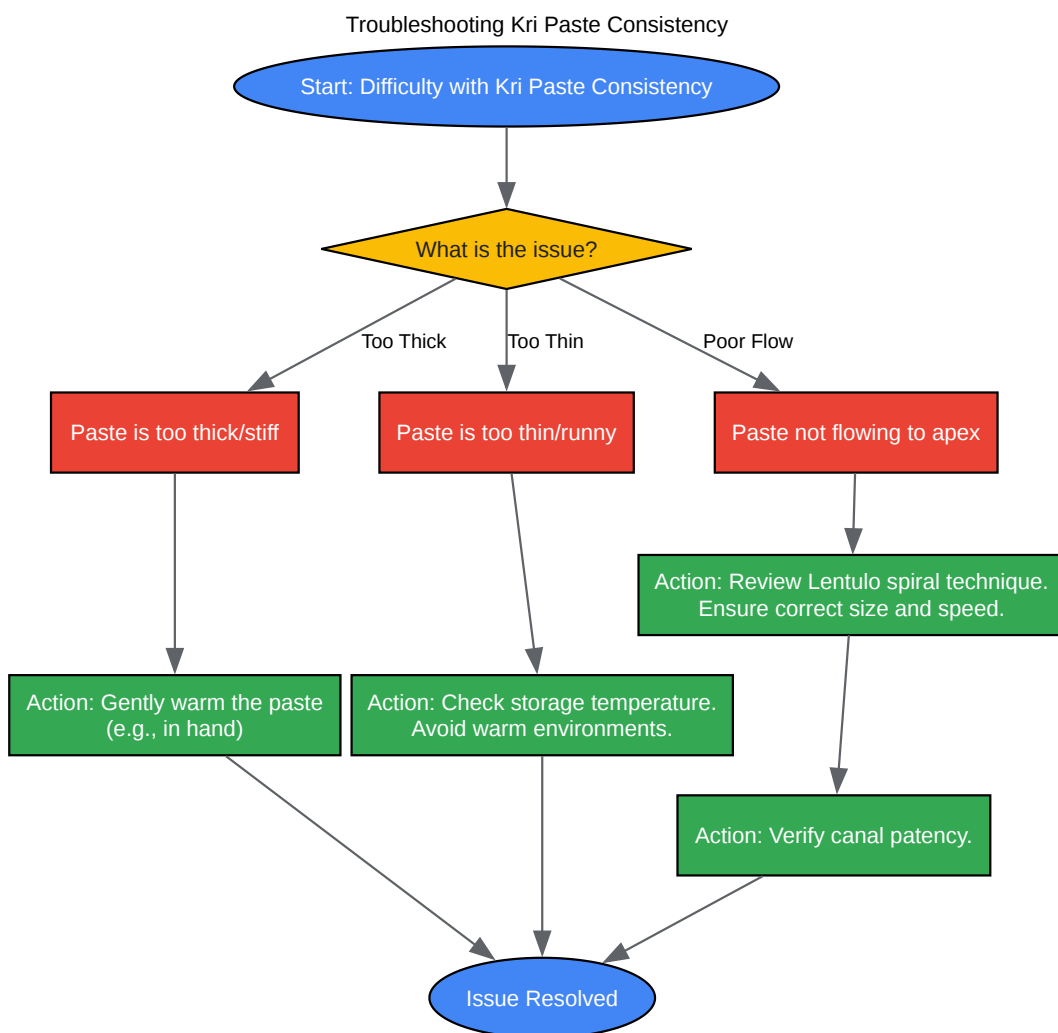 Troubleshooting Kri Paste Consistency
Start: Difficulty with Kri Paste Consistency
What is the issue?
Too Thick
Too Thin
Poor Flow
Paste is too thick/stiff
Paste is too thin/runny
Paste not flowing to apex
Action: Review Lentulo spiral technique.
Ensure correct size and speed.
Action: Gently warm the paste
(e.g., in hand)
Action: Check storage temperature.
Avoid warm environments.
Action: Verify canal patency.
Issue Resolved